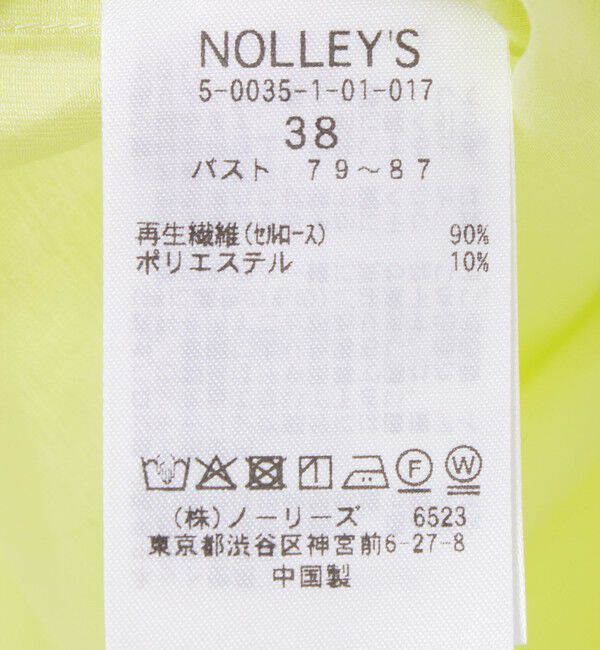 NOLLEY'S
5-0035-1-01-017
38
バスト 79〜87
再生繊維(セルロース) 90%
ポリエステル 10%
F W
(株)ノーリーズ 6523
東京都渋谷区神宮前6-27-8
中国製